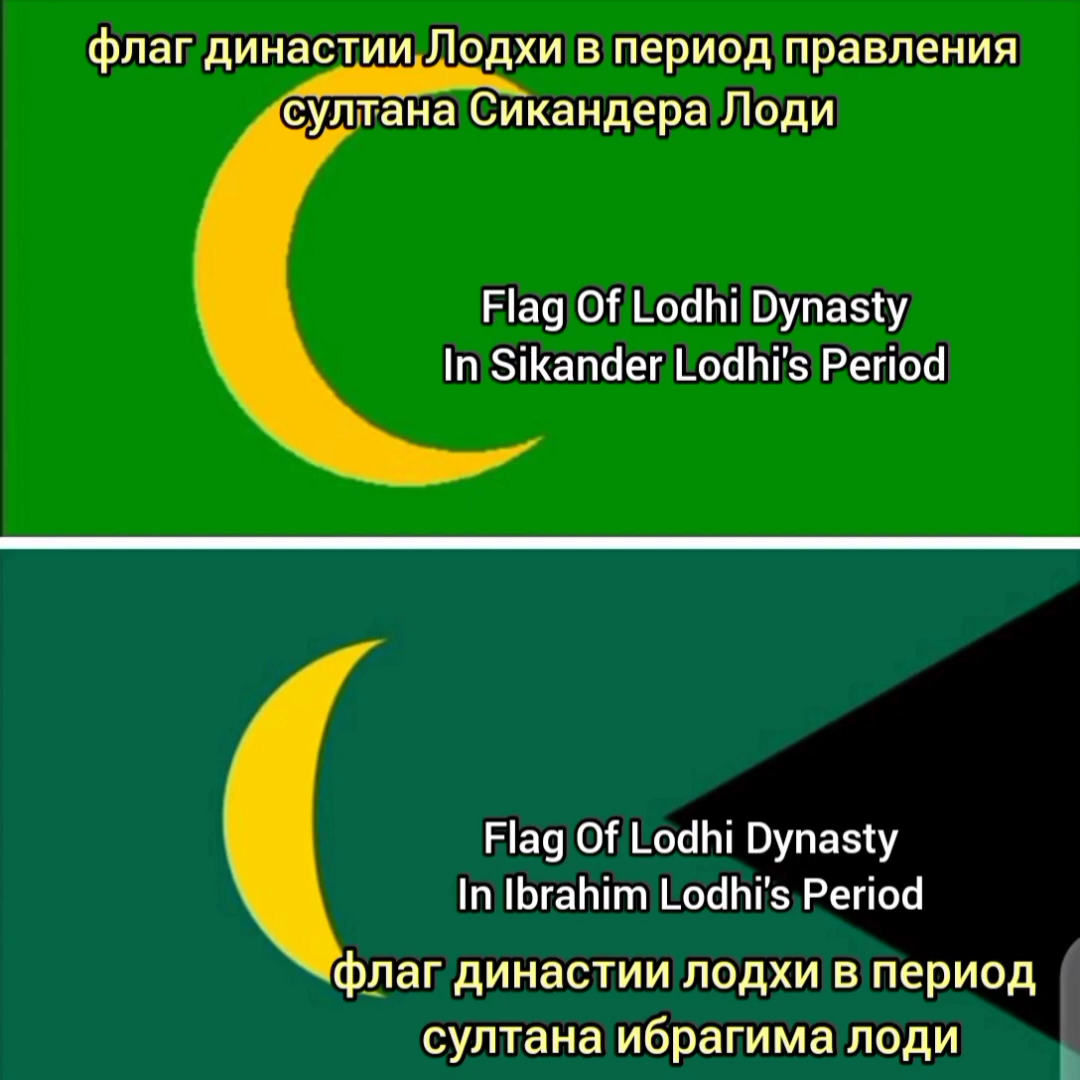 флаг династии Лодхи в период правления
султана Сикандера Лоди
Flag Of Lodhi Dynasty
In Sikander Lodhi's Period
Flag Of Lodhi Dynasty
In Ibrahim Lodhi's Period
флаг династии лодхи в период
султана ибрагима лоди